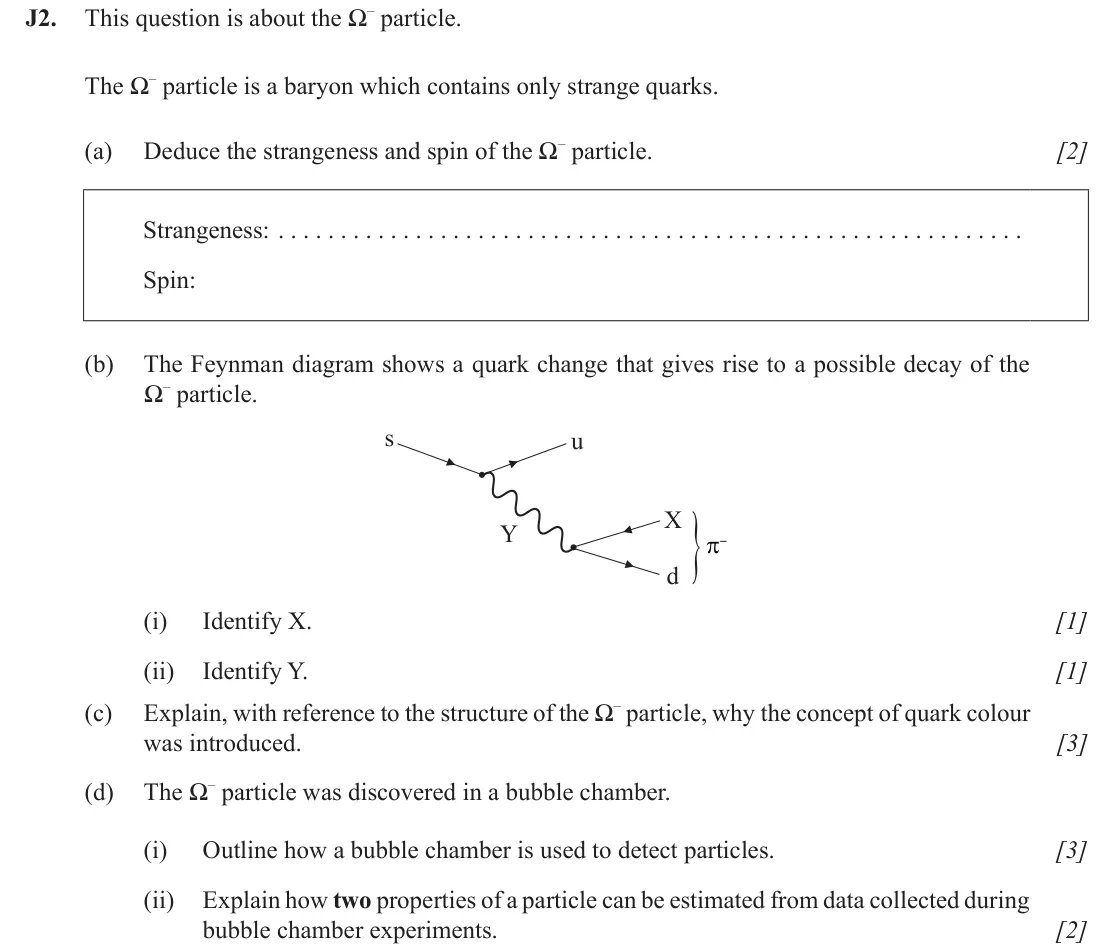 J2. This question is about the Ω⁻ particle.
The Ω⁻ particle is a baryon which contains only strange quarks.
(a) Deduce the strangeness and spin of the Ω⁻ particle. [2]
Strangeness: . . . . . . . . . . . . . . . . . . . . . . . . . . . . . . . . . . . . . . . . . . . . . . . . . . . . . . . . . . . .
Spin:
(b) The Feynman diagram shows a quark change that gives rise to a possible decay of the
Ω⁻ particle.
s
u
X
Y
π⁻
d
(i) Identify X. [1]
(ii) Identify Y. [1]
(c) Explain, with reference to the structure of the Ω⁻ particle, why the concept of quark colour
was introduced. [3]
(d) The Ω⁻ particle was discovered in a bubble chamber.
(i) Outline how a bubble chamber is used to detect particles. [3]
(ii) Explain how two properties of a particle can be estimated from data collected during
bubble chamber experiments. [2]